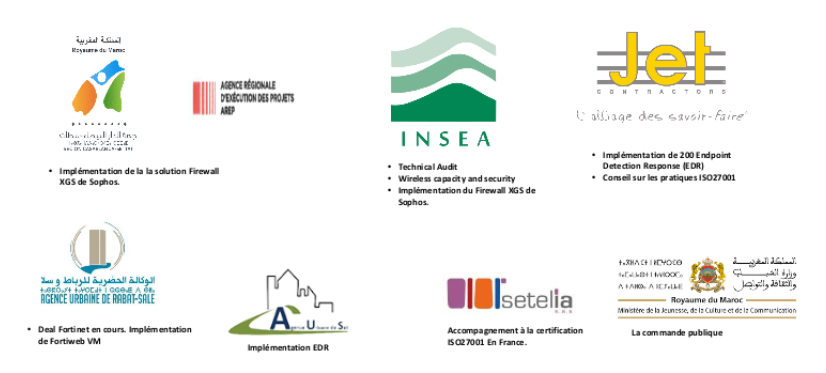 المملكة المغربية
Royaume du Maroc
AGENCE RÉGIONALE
D'EXÉCUTION DES PROJETS
AREP
• Implémentation de la la solution Firewall
XGS de Sophos.
INSEA
• Technical Audit
• Wireless capacity and security
• Implémentation du Firewall XGS de
Sophos.
Jet
CONTRACTORS
L'alliage des savoir-faire
• Implémentation de 200 Endpoint
Detection Response (EDR)
• Conseil sur les pratiques ISO27001
الوكالة الحضرية للرباط و سلا
AGENCE URBAINE DE RABAT-SALE
• Deal Fortinet en cours. Implémentation
de Fortiweb VM
Agence Urbaine de
Implémentation EDR
setelia
Accompagnement à la certification
ISO27001 En France.
المملكة المغربية
والثقافة والتواصل
Royaume du Maroc
Ministère de la Jeunesse, de la Culture et de la Communication
La commande publique